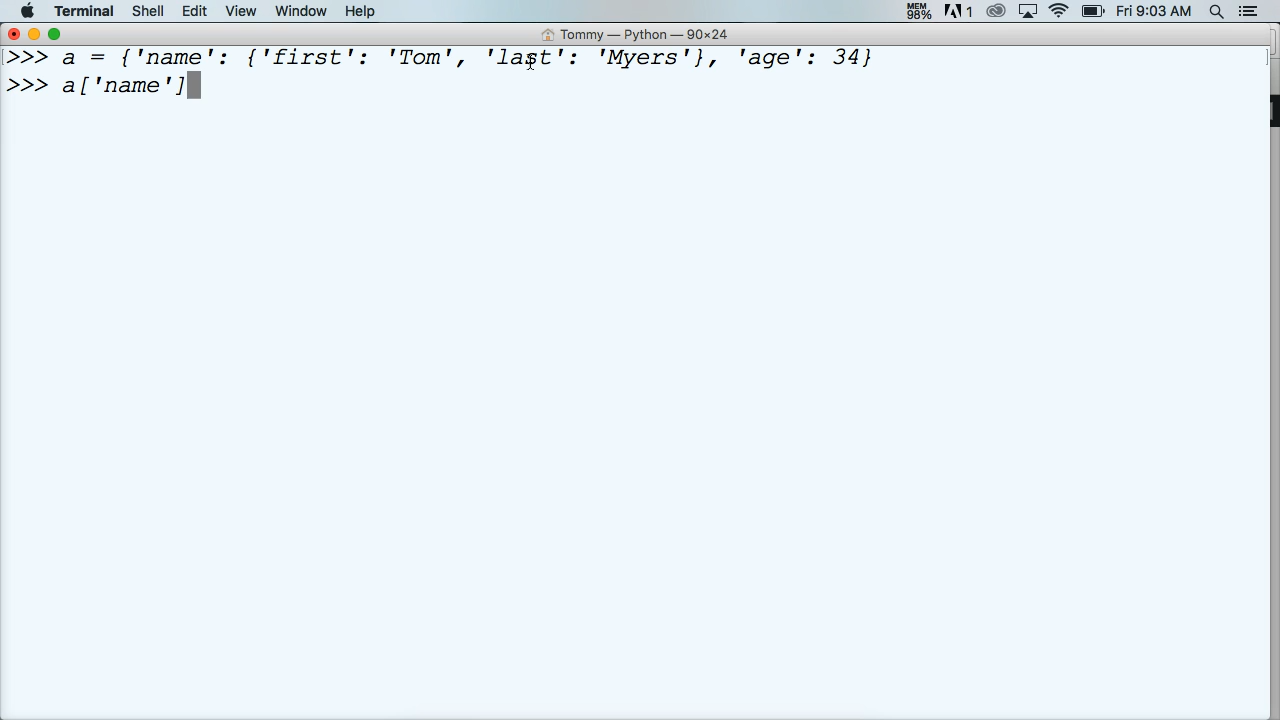 Terminal Shell Edit View Window Help MEM 98% 1 Fri 9:03 AM
Tommy — Python — 90×24
>>> a = {'name': {'first': 'Tom', 'last': 'Myers'}, 'age': 34}
>>> a['name']